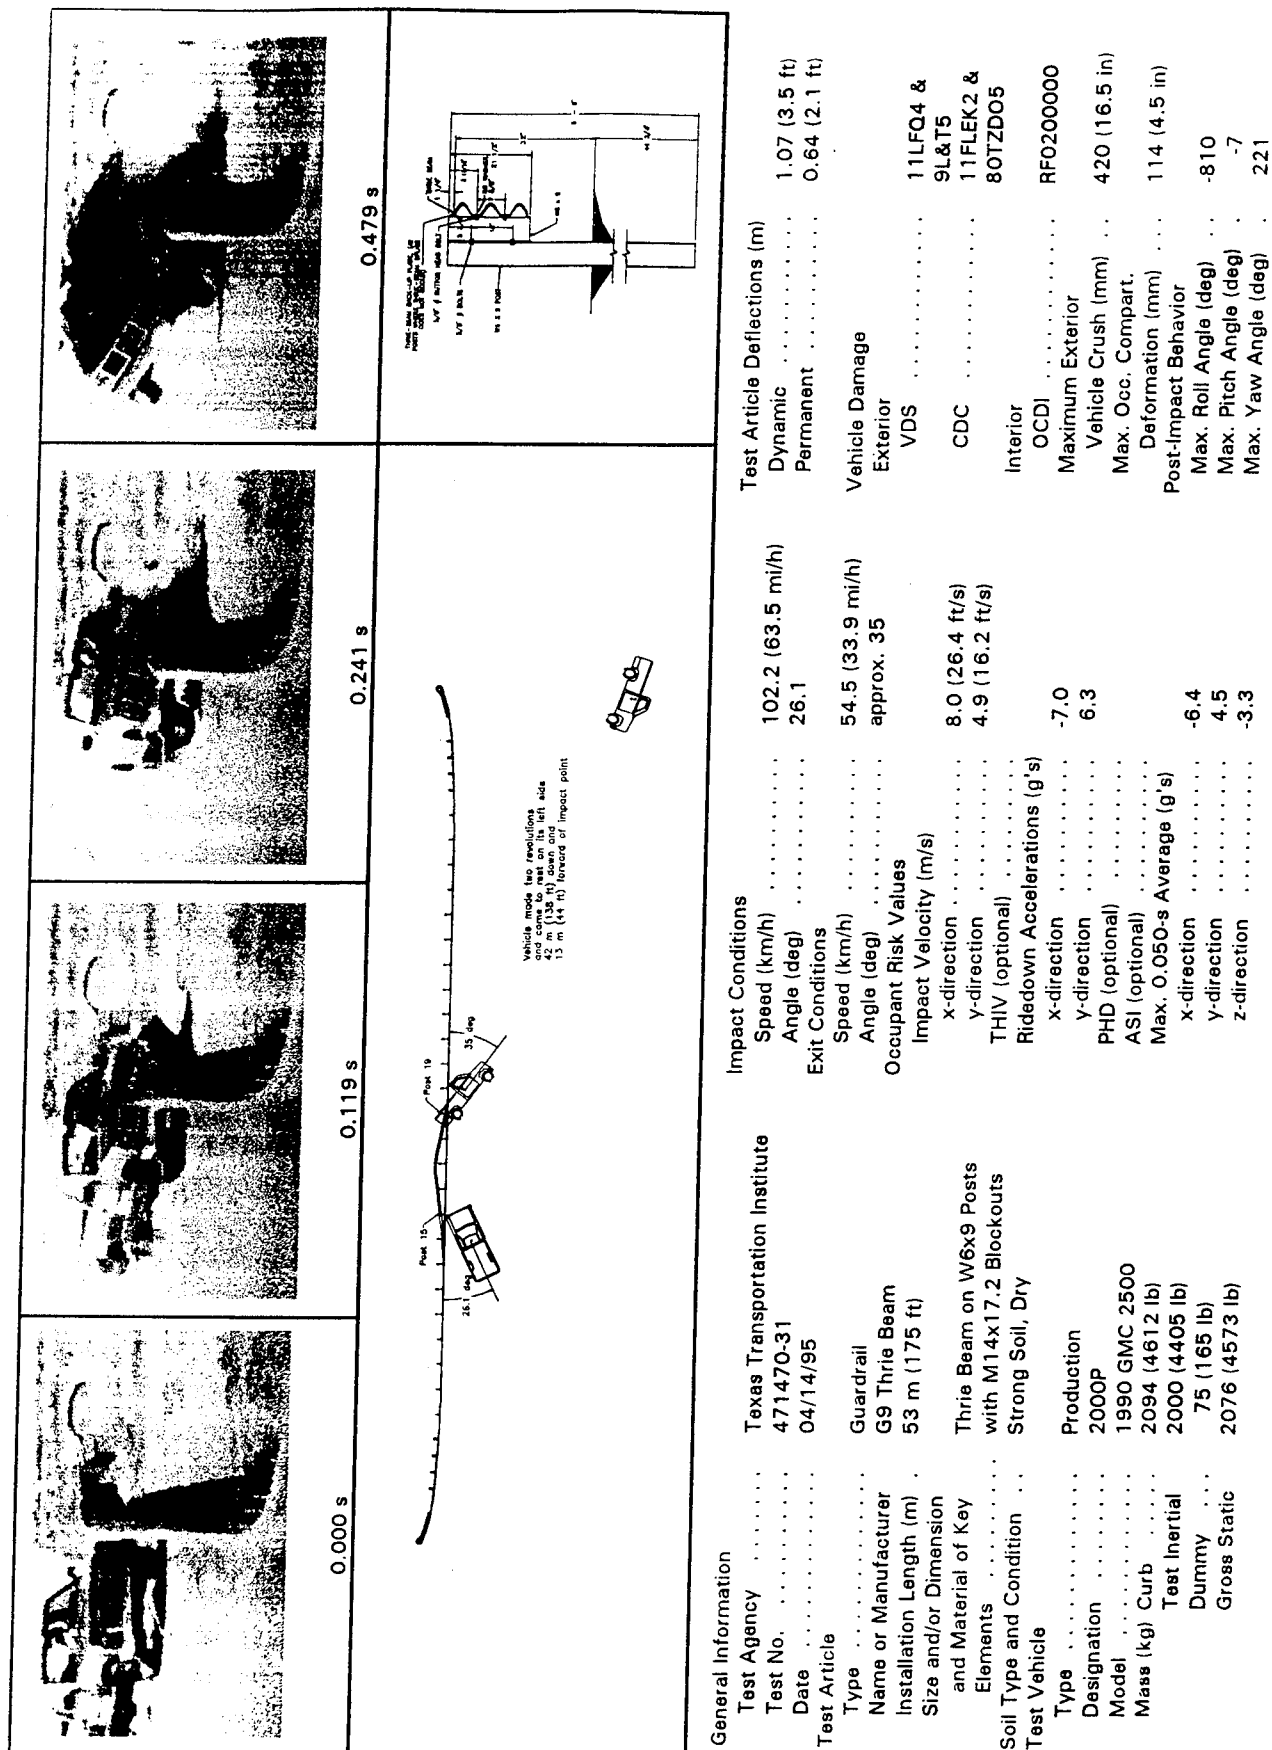 0.000 s
0.119 s
0.241 s
0.479 s
26.1 deg
Post 15
Post 19
35 deg
Vehicle made two revolutions
and came to rest on its left side
42 m (138 ft) down and
13 m (44 ft) forward of impact point
General Information
Test Agency . . . . . . . Texas Transportation Institute
Test No. . . . . . . . . . 471470-31
Date . . . . . . . . . . . . 04/14/95
Test Article
Type . . . . . . . . . . . . Guardrail
Name or Manufacturer G9 Thrie Beam
Installation Length (m) . 53 m (175 ft)
Size and/or Dimension
and Material of Key
Elements . . . . . . . . Thrie Beam on W6x9 Posts
with M14x17.2 Blockouts
Soil Type and Condition . . Strong Soil, Dry
Test Vehicle
Type . . . . . . . . . . . . Production
Designation . . . . . . . . 2000P
Model . . . . . . . . . . . 1990 GMC 2500
Mass (kg) Curb . . . . . 2094 (4612 lb)
Test Inertial 2000 (4405 lb)
Dummy . . . 75 (165 lb)
Gross Static 2076 (4573 lb)
Impact Conditions
Speed (km/h) . . . . . . . 102.2 (63.5 mi/h)
Angle (deg) . . . . . . . . 26.1
Exit Conditions
Speed (km/h) . . . . . . . 54.5 (33.9 mi/h)
Angle (deg) . . . . . . . . approx. 35
Occupant Risk Values
Impact Velocity (m/s)
x-direction . . . . . . . . . 8.0 (26.4 ft/s)
y-direction . . . . . . . . . 4.9 (16.2 ft/s)
THIV (optional) . . . . . . .
Ridedown Accelerations (g's)
x-direction . . . . . . . . . -7.0
y-direction . . . . . . . . . 6.3
PHD (optional) . . . . . . . .
ASI (optional) . . . . . . . .
Max. 0.050-s Average (g's)
x-direction . . . . . . . . . -6.4
y-direction . . . . . . . . . 4.5
z-direction . . . . . . . . . -3.3
Test Article Deflections (m)
Dynamic . . . . . . . . . . 1.07 (3.5 ft)
Permanent . . . . . . . . . 0.64 (2.1 ft)
Vehicle Damage
Exterior
VDS . . . . . . . . . . 11LFQ4 &
9L&T5
CDC . . . . . . . . . . 11FLEK2 &
80TZDO5
Interior
OCDI . . . . . . . . . . RF0200000
Maximum Exterior
Vehicle Crush (mm) . . 420 (16.5 in)
Max. Occ. Compart.
Deformation (mm) . . . 114 (4.5 in)
Post-Impact Behavior
Max. Roll Angle (deg) . . -810
Max. Pitch Angle (deg) . -7
Max. Yaw Angle (deg) . 221